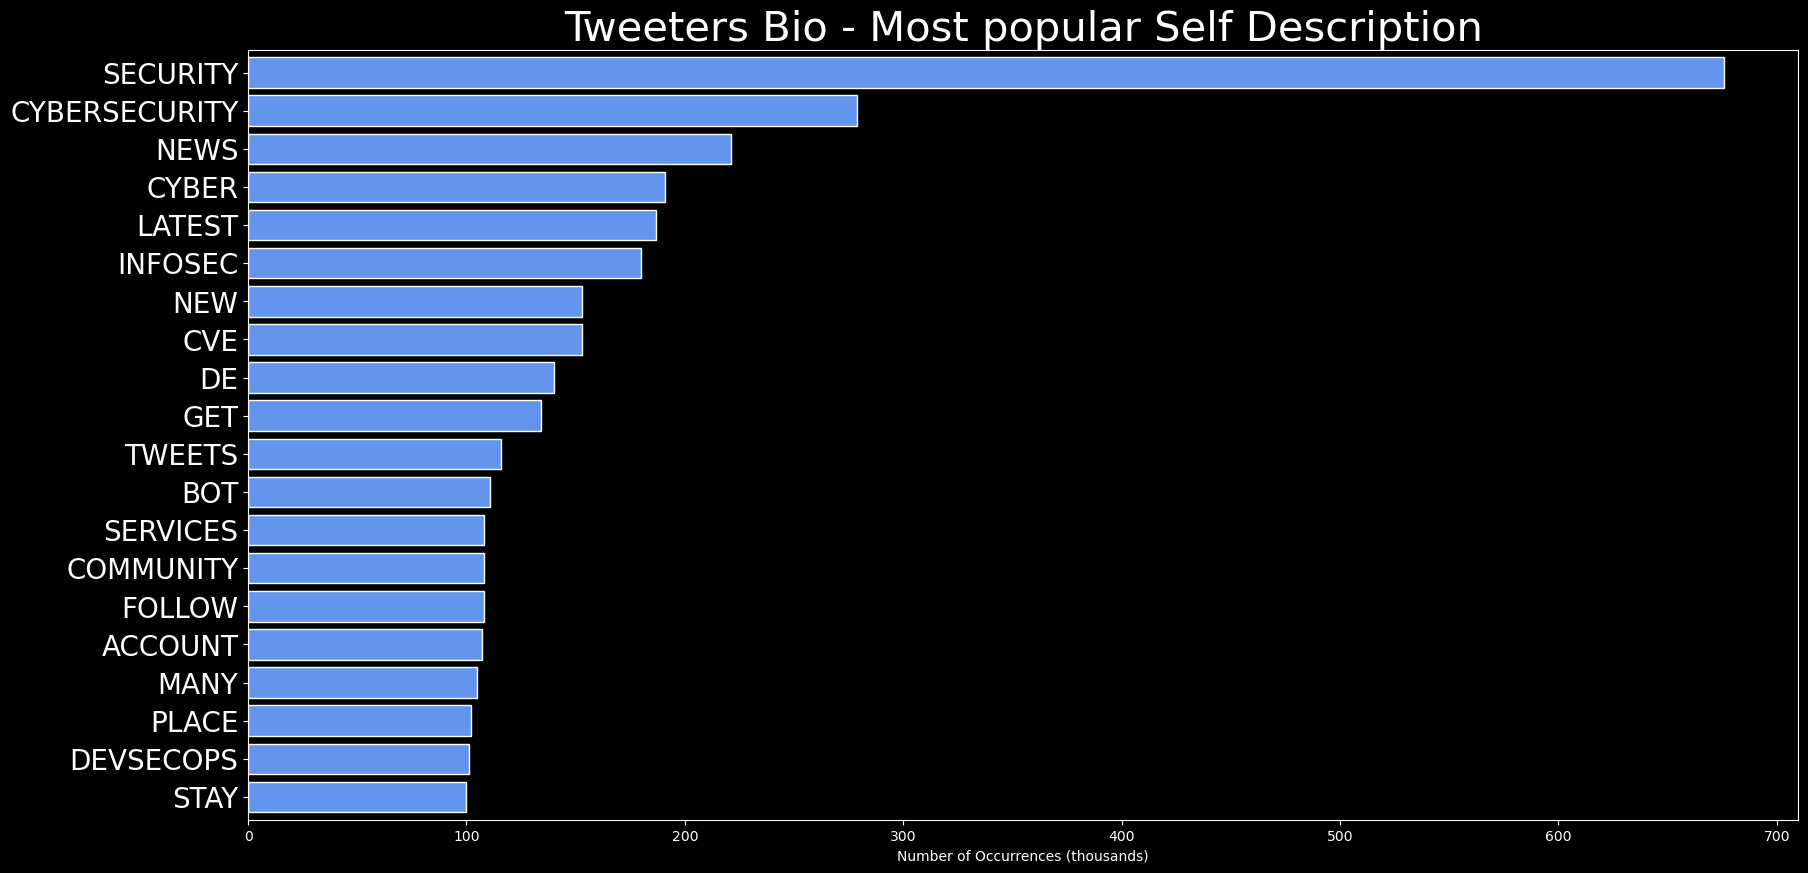 Tweeters Bio - Most popular Self Description
SECURITY
CYBERSECURITY
NEWS
CYBER
LATEST
INFOSEC
NEW
CVE
DE
GET
TWEETS
BOT
SERVICES
COMMUNITY
FOLLOW
ACCOUNT
MANY
PLACE
DEVSECOPS
STAY
0 100 200 300 400 500 600 700
Number of Occurrences (thousands)